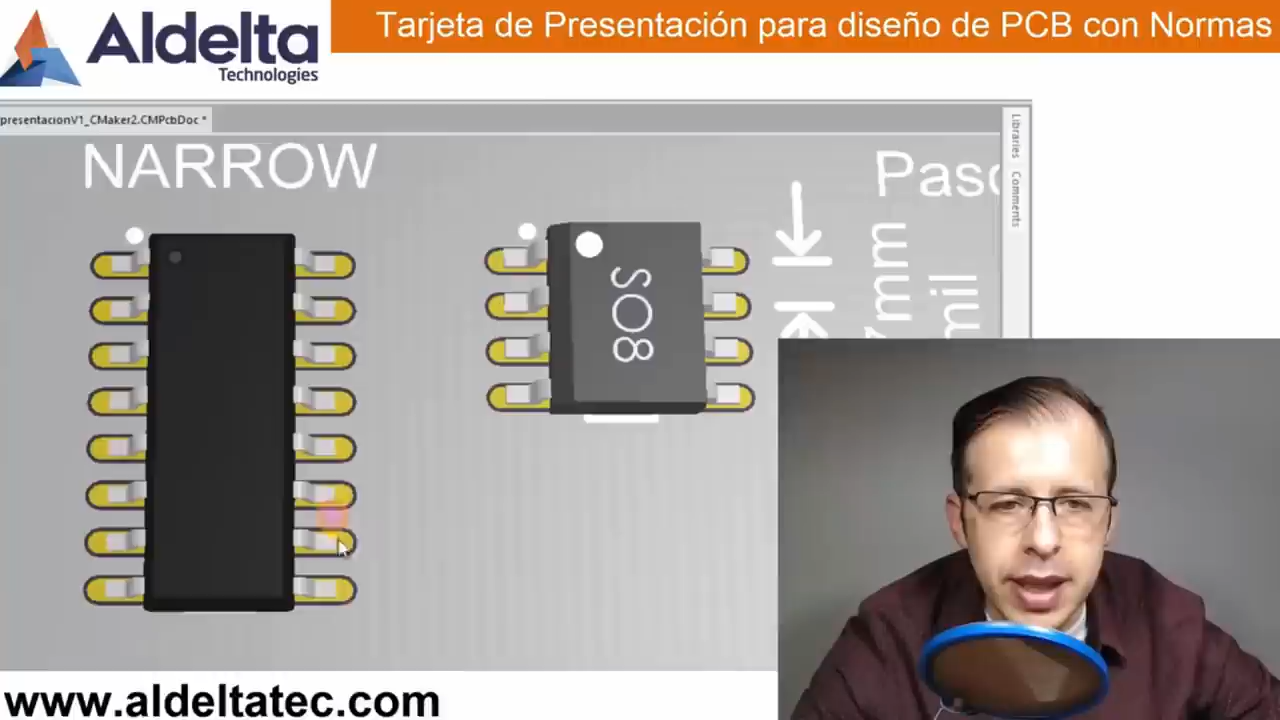 Aldelta
Technologies
Tarjeta de Presentación para diseño de PCB con Normas
presentacionV1_CMaker2.CMPcbDoc *
NARROW
SO8
Libraries
Comments
www.aldeltatec.com